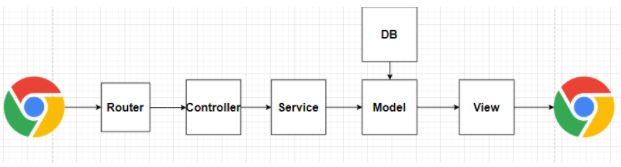 DB
Router
Controller
Service
Model
View